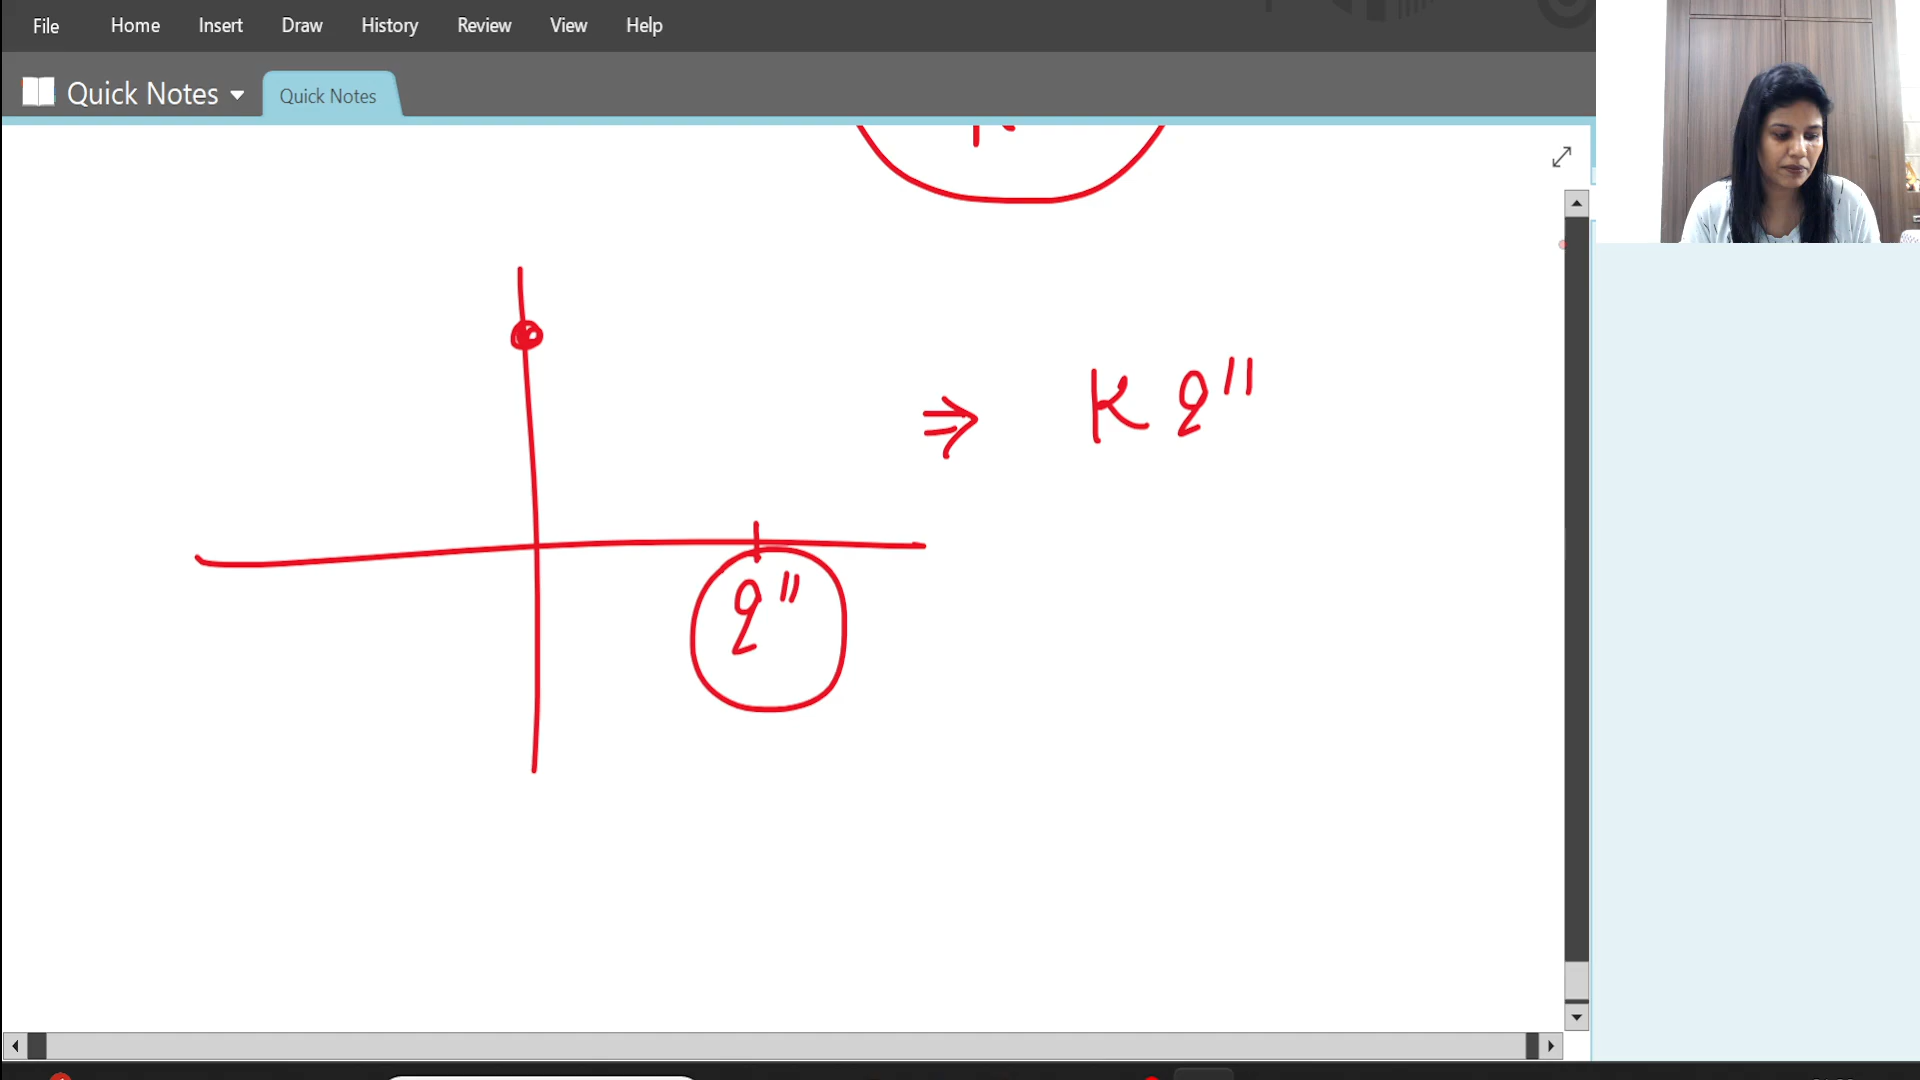 File Home Insert Draw History Review View Help
Quick Notes Quick Notes
⇒ K q"
q"